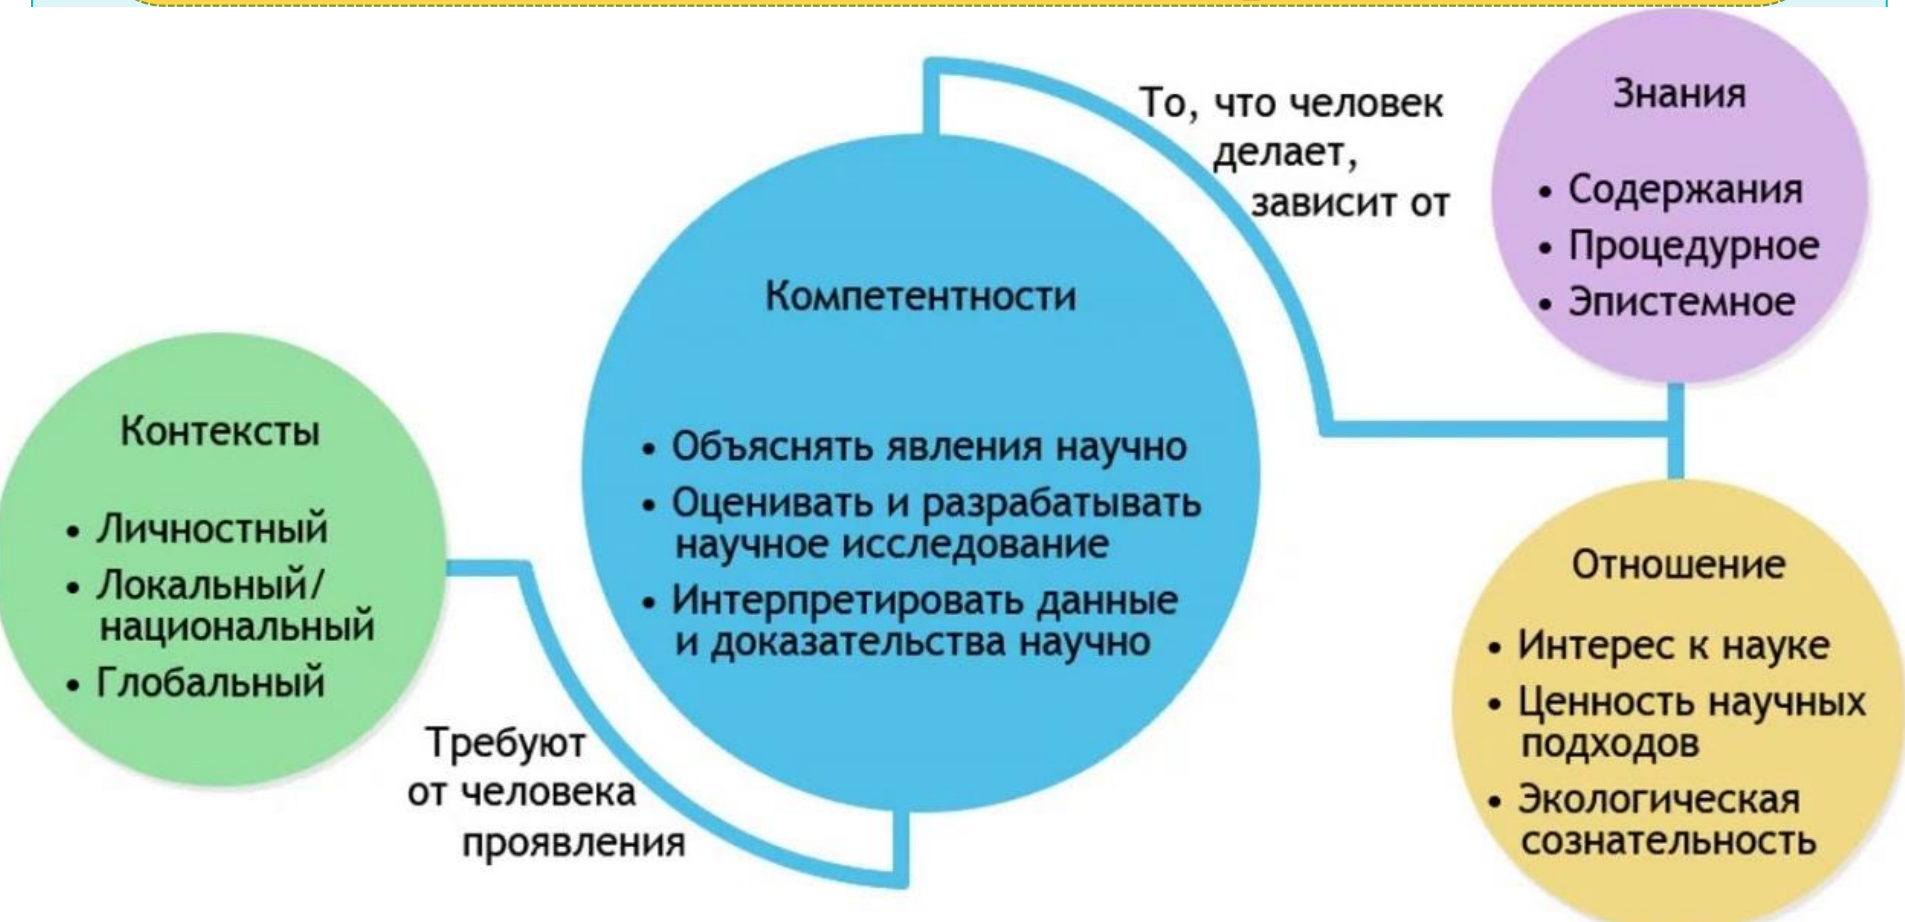 Контексты
• Личностный
• Локальный/
национальный
• Глобальный
Требуют
от человека
проявления
Компетентности
• Объяснять явления научно
• Оценивать и разрабатывать
научное исследование
• Интерпретировать данные
и доказательства научно
То, что человек
делает,
зависит от
Знания
• Содержания
• Процедурное
• Эпистемное
Отношение
• Интерес к науке
• Ценность научных
подходов
• Экологическая
сознательность